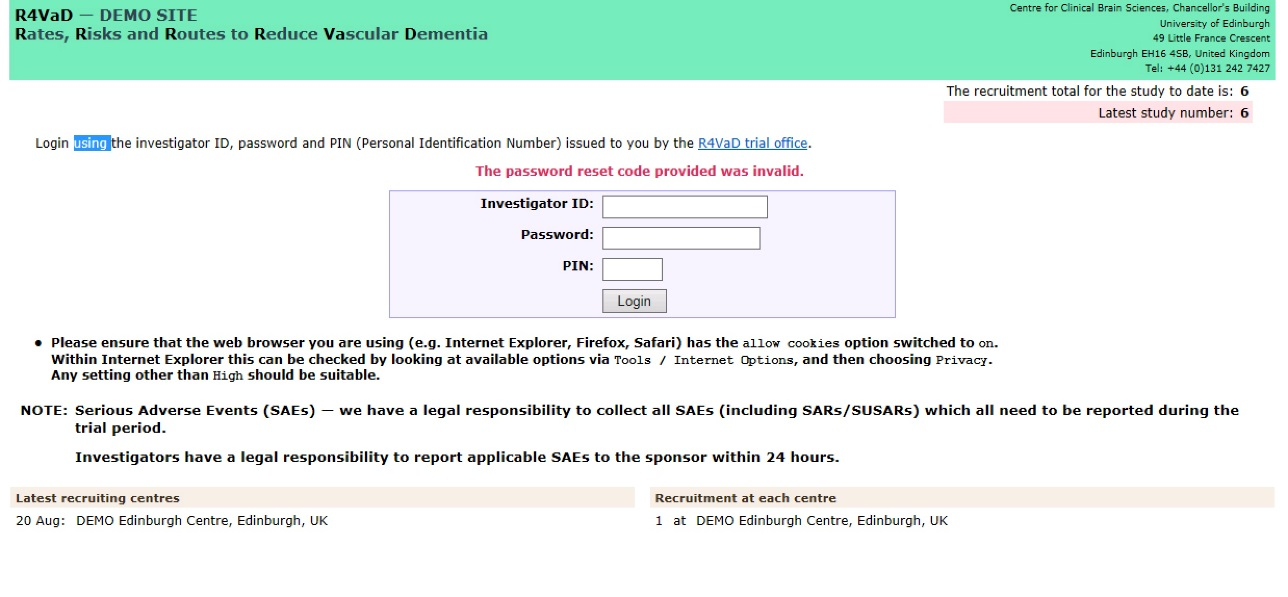 R4VaD — DEMO SITE
Rates, Risks and Routes to Reduce Vascular Dementia
Centre for Clinical Brain Sciences, Chancellor's Building
University of Edinburgh
49 Little France Crescent
Edinburgh EH16 4SB, United Kingdom
Tel: +44 (0)131 242 7427
The recruitment total for the study to date is: 6
Latest study number: 6
Login using the investigator ID, password and PIN (Personal Identification Number) issued to you by the R4VaD trial office.
The password reset code provided was invalid.
Investigator ID:
Password:
PIN:
Login
• Please ensure that the web browser you are using (e.g. Internet Explorer, Firefox, Safari) has the allow cookies option switched to on.
Within Internet Explorer this can be checked by looking at available options via Tools / Internet Options, and then choosing Privacy.
Any setting other than High should be suitable.
NOTE: Serious Adverse Events (SAEs) — we have a legal responsibility to collect all SAEs (including SARs/SUSARs) which all need to be reported during the
trial period.
Investigators have a legal responsibility to report applicable SAEs to the sponsor within 24 hours.
Latest recruiting centres
20 Aug: DEMO Edinburgh Centre, Edinburgh, UK
Recruitment at each centre
1 at DEMO Edinburgh Centre, Edinburgh, UK